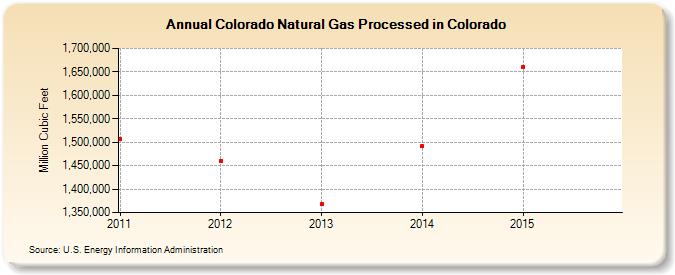 Annual Colorado Natural Gas Processed in Colorado
Million Cubic Feet
1,700,000
1,650,000
1,600,000
1,550,000
1,500,000
1,450,000
1,400,000
1,350,000
2011 2012 2013 2014 2015
Source: U.S. Energy Information Administration